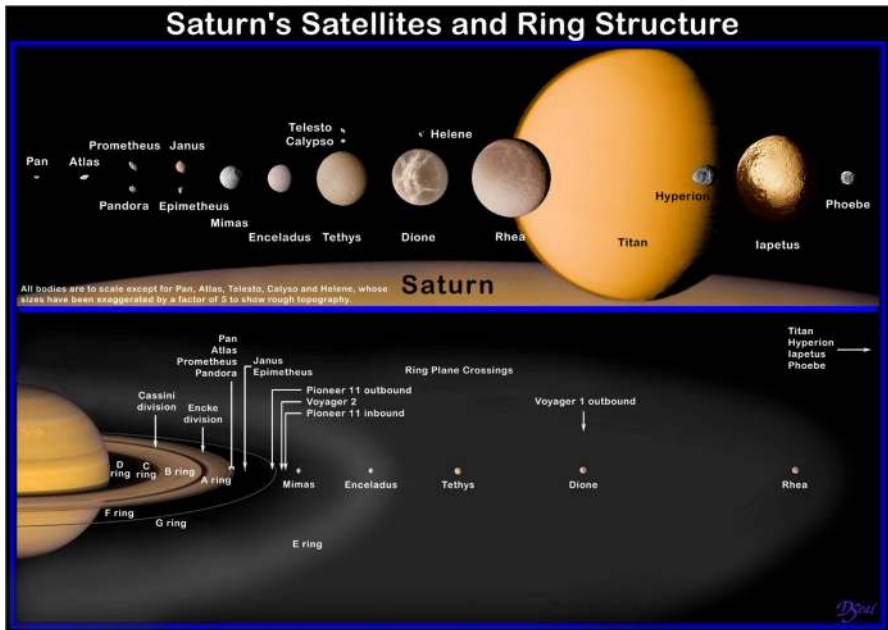 Saturn's Satellites and Ring Structure
Telesto
Calypso
Helene
Prometheus
Janus
Pan
Atlas
Pandora
Epimetheus
Mimas
Enceladus
Tethys
Dione
Rhea
Titan
Hyperion
Iapetus
Phoebe
All bodies are to scale except for Pan, Atlas, Telesto, Calyso and Helene, whose
sizes have been exaggerated by a factor of 5 to show rough topography.
Saturn
Pan
Atlas
Prometheus
Pandora
Janus
Epimetheus
Cassini
division
Encke
division
Pioneer 11 outbound
Voyager 2
Pioneer 11 inbound
Ring Plane Crossings
Voyager 1 outbound
Titan
Hyperion
Iapetus
Phoebe
D
ring
C
ring
B ring
A ring
F ring
G ring
E ring
Mimas
Enceladus
Tethys
Dione
Rhea
DSeal